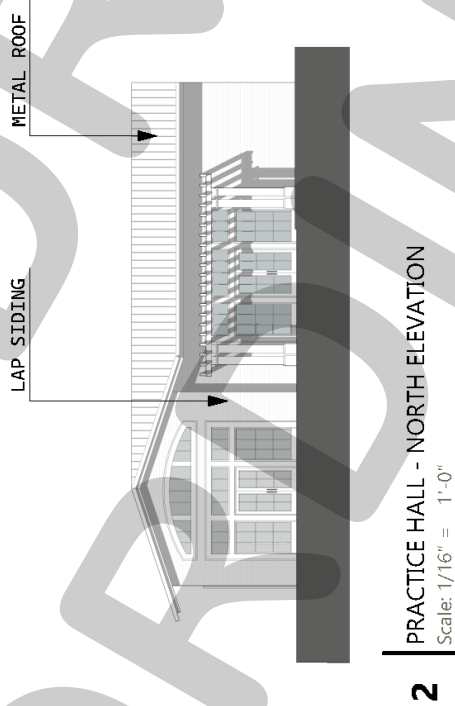 METAL ROOF
LAP SIDING
2
PRACTICE HALL - NORTH ELEVATION
Scale: 1/16" = 1'-0"